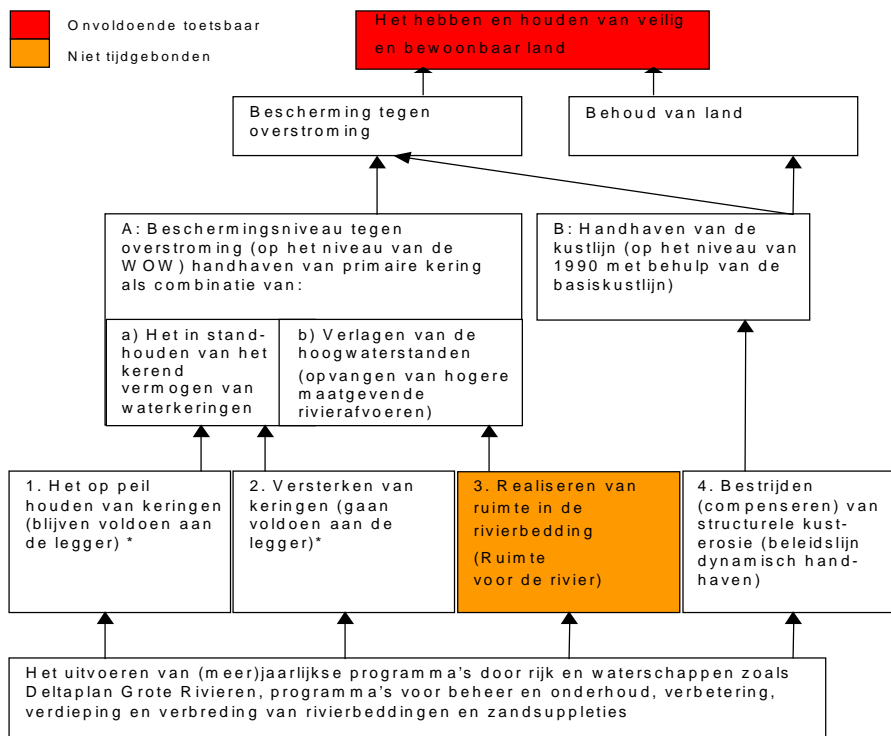 Onvoldoende toetsbaar
Niet tijdgebonden
Het hebben en houden van veilig
en bewoonbaar land
Bescherming tegen
overstroming
Behoud van land
A: Beschermingsniveau tegen
overstroming (op het niveau van de
WOW) handhaven van primaire kering
als combinatie van:
B: Handhaven van de
kustlijn (op het niveau van
1990 met behulp van de
basiskustlijn)
a) Het in stand-
houden van het
kerend
vermogen van
waterkeringen
b) Verlagen van de
hoogwaterstanden
(opvangen van hogere
maatgevende
rivierafvoeren)
1. Het op peil
houden van keringen
(blijven voldoen aan
de legger) *
2. Versterken van
keringen (gaan
voldoen aan de
legger)*
3. Realiseren van
ruimte in de
rivierbedding
(Ruimte
voor de rivier)
4. Bestrijden
(compenseren) van
structurele kust-
erosie (beleidslijn
dynamisch hand-
haven)
Het uitvoeren van (meer)jaarlijkse programma's door rijk en waterschappen zoals
Deltaplan Grote Rivieren, programma's voor beheer en onderhoud, verbetering,
verdieping en verbreding van rivierbeddingen en zandsuppleties